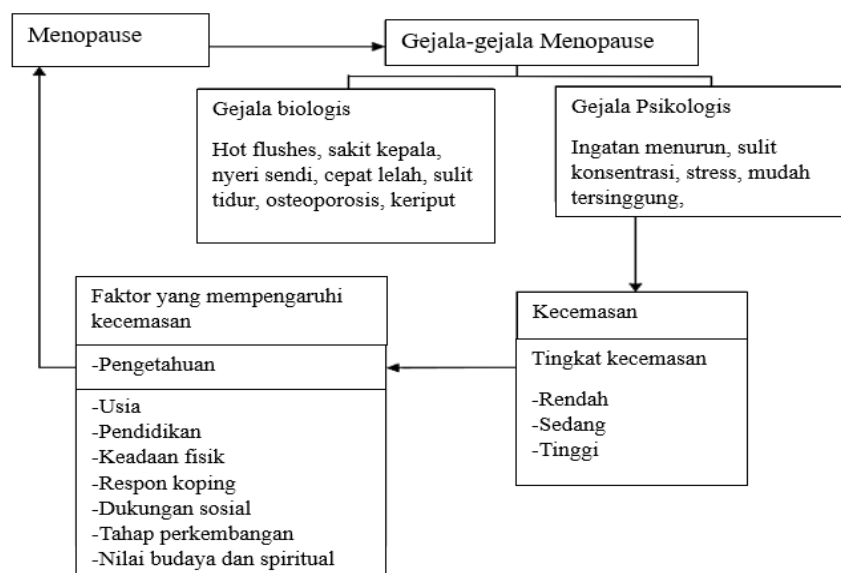 Menopause
Gejala-gejala Menopause
Gejala biologis
Hot flushes, sakit kepala,
nyeri sendi, cepat lelah, sulit
tidur, osteoporosis, keriput
Gejala Psikologis
Ingatan menurun, sulit
konsentrasi, stress, mudah
tersinggung,
Faktor yang mempengaruhi
kecemasan
-Pengetahuan
-Usia
-Pendidikan
-Keadaan fisik
-Respon koping
-Dukungan sosial
-Tahap perkembangan
-Nilai budaya dan spiritual
Kecemasan
Tingkat kecemasan
-Rendah
-Sedang
-Tinggi